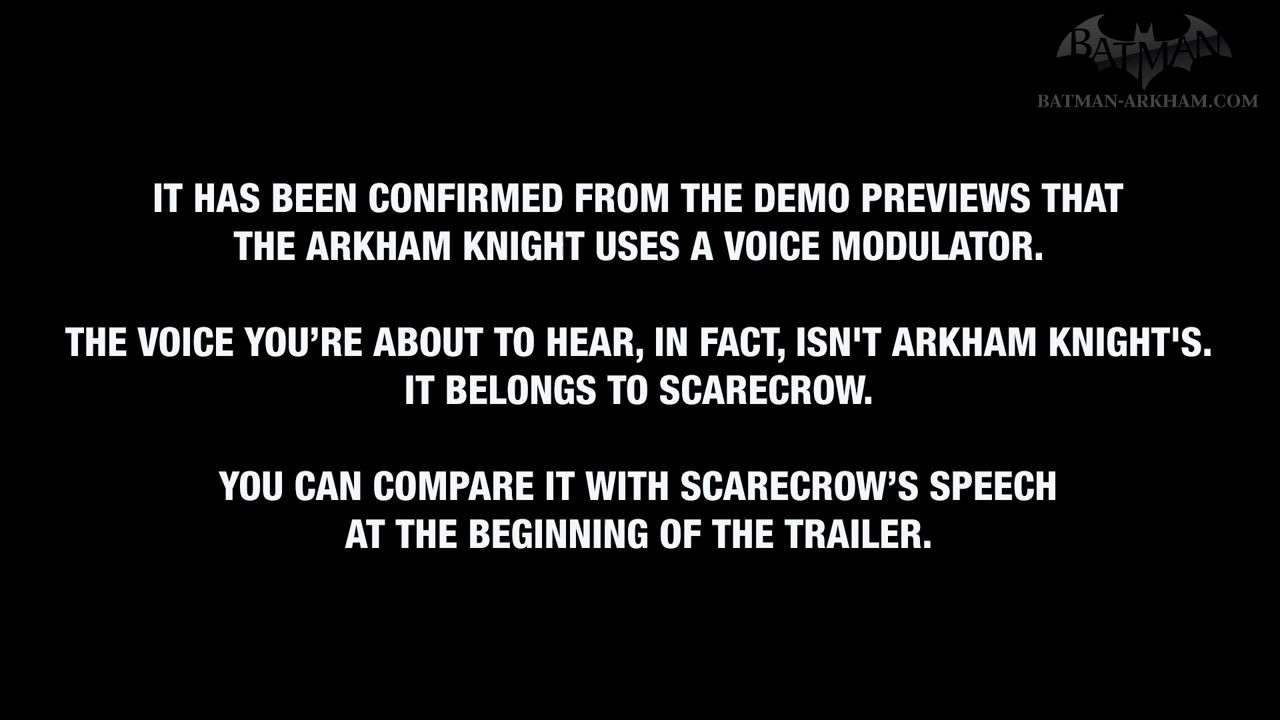 BATMAN
BATMAN-ARKHAM.COM
IT HAS BEEN CONFIRMED FROM THE DEMO PREVIEWS THAT
THE ARKHAM KNIGHT USES A VOICE MODULATOR.
THE VOICE YOU’RE ABOUT TO HEAR, IN FACT, ISN'T ARKHAM KNIGHT'S.
IT BELONGS TO SCARECROW.
YOU CAN COMPARE IT WITH SCARECROW’S SPEECH
AT THE BEGINNING OF THE TRAILER.